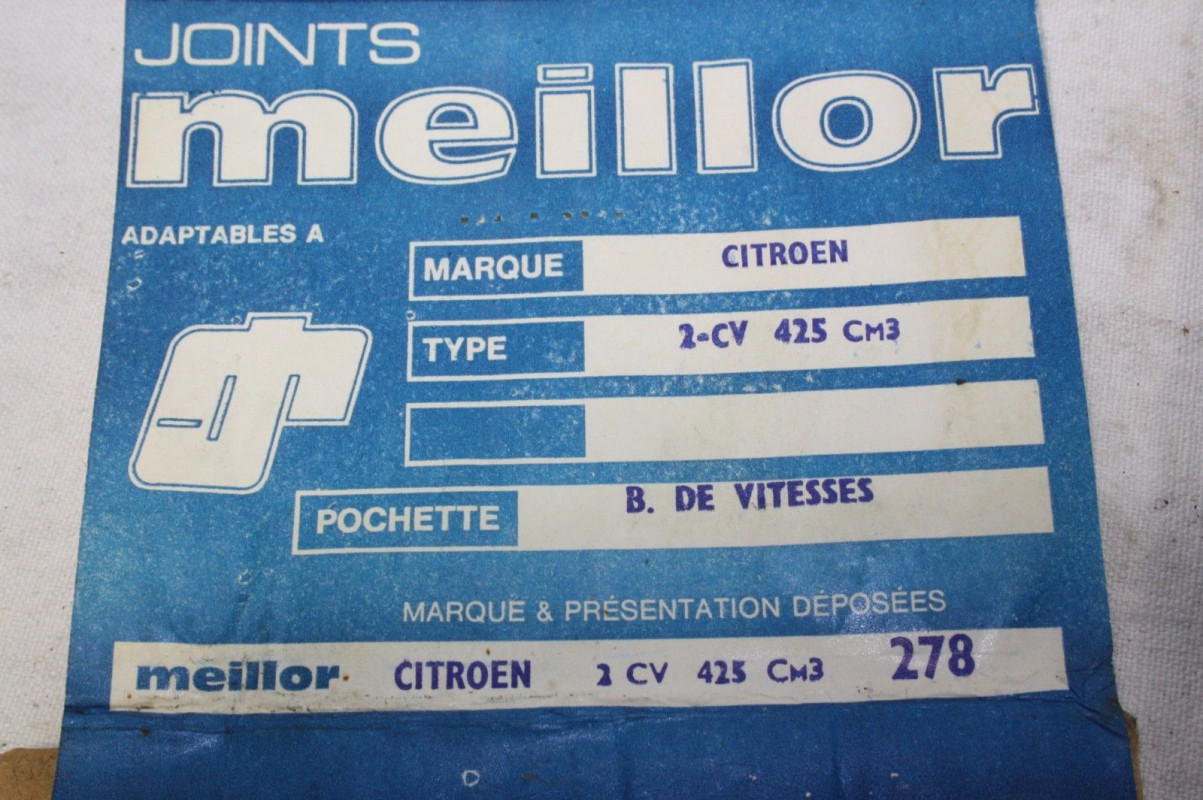 JOINTS
meillor
ADAPTABLES A
MARQUE CITROEN
TYPE 2-CV 425 CM3
POCHETTE B. DE VITESSES
MARQUE & PRÉSENTATION DÉPOSÉES
meillor CITROEN 2 CV 425 CM3 278